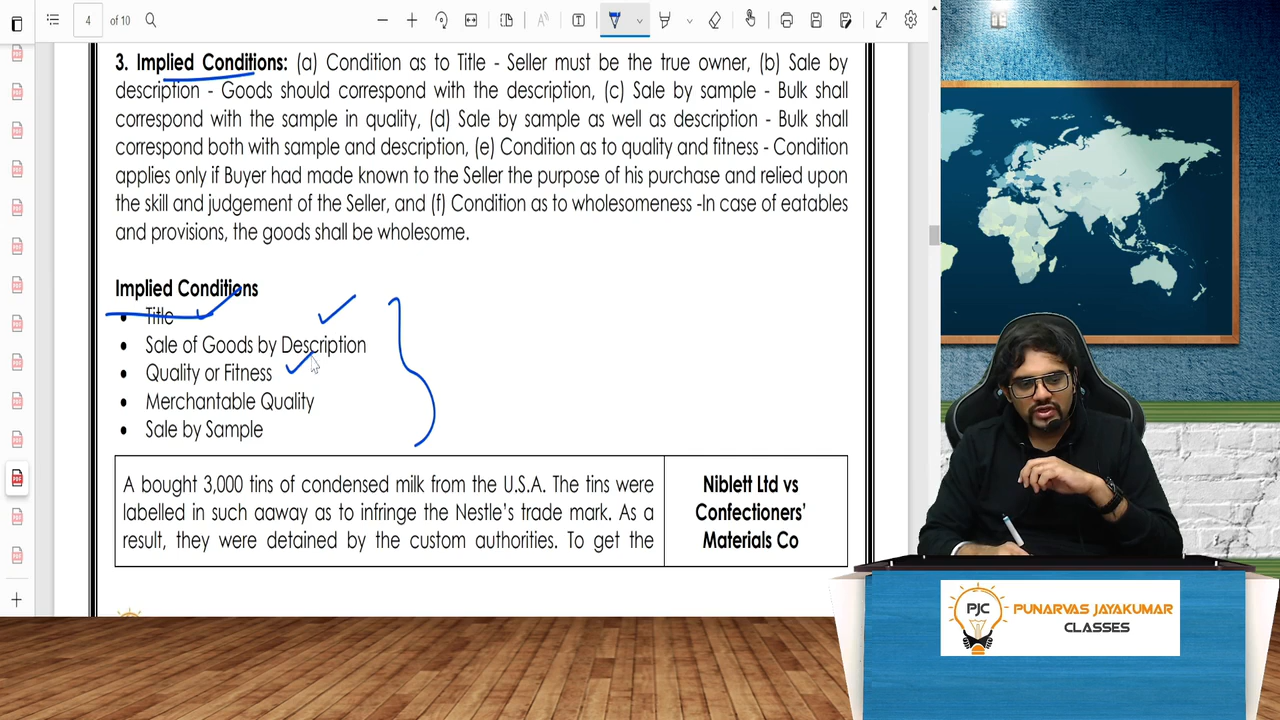 4 of 10
3. Implied Conditions: (a) Condition as to Title - Seller must be the true owner, (b) Sale by
description - Goods should correspond with the description, (c) Sale by sample - Bulk shall
correspond with the sample in quality, (d) Sale by sample as well as description - Bulk shall
correspond both with sample and description, (e) Condition as to quality and fitness - Condition
applies only if Buyer had made known to the Seller the purpose of his purchase and relied upon
the skill and judgement of the Seller, and (f) Condition as to wholesomeness -In case of eatables
and provisions, the goods shall be wholesome.
Implied Conditions
• Title
• Sale of Goods by Description
• Quality or Fitness
• Merchantable Quality
• Sale by Sample
A bought 3,000 tins of condensed milk from the U.S.A. The tins were
labelled in such aaway as to infringe the Nestle's trade mark. As a
result, they were detained by the custom authorities. To get the
Niblett Ltd vs
Confectioners'
Materials Co
PJC PUNARVAS JAYAKUMAR
CLASSES